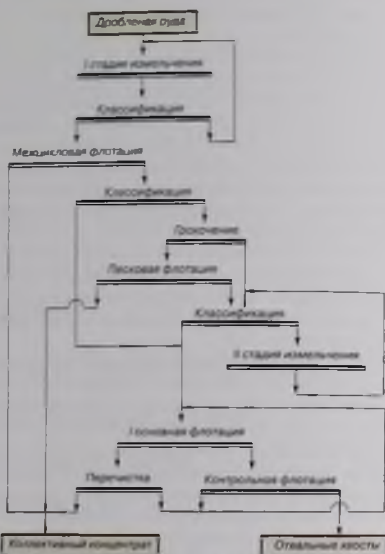 Дробленая руда
I стадия измельчения
Классификация
Межцикловая флотация
Классификация
Грохочение
Песковая флотация
Классификация
II стадия измельчения
I основная флотация
Перечистка
Контрольная флотация
Коллективный концентрат
Отвальные хвосты